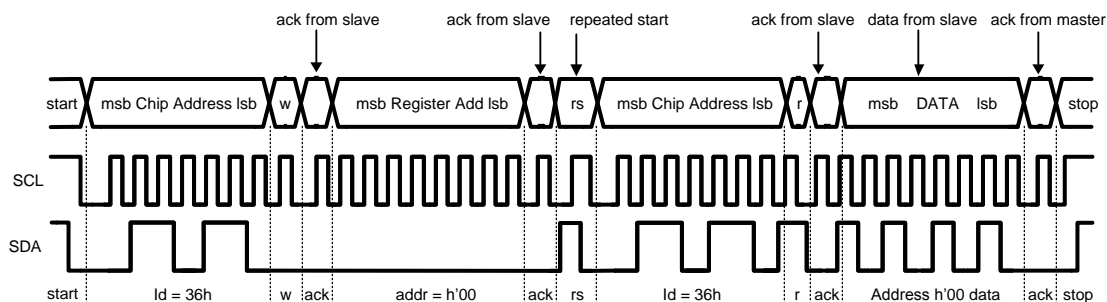 ack from slave ack from slave repeated start ack from slave data from slave ack from master
start msb Chip Address lsb w msb Register Add lsb rs msb Chip Address lsb r msb DATA lsb stop
SCL
SDA
start Id = 36h w ack addr = h'00 ack rs Id = 36h r ack Address h'00 data ack stop